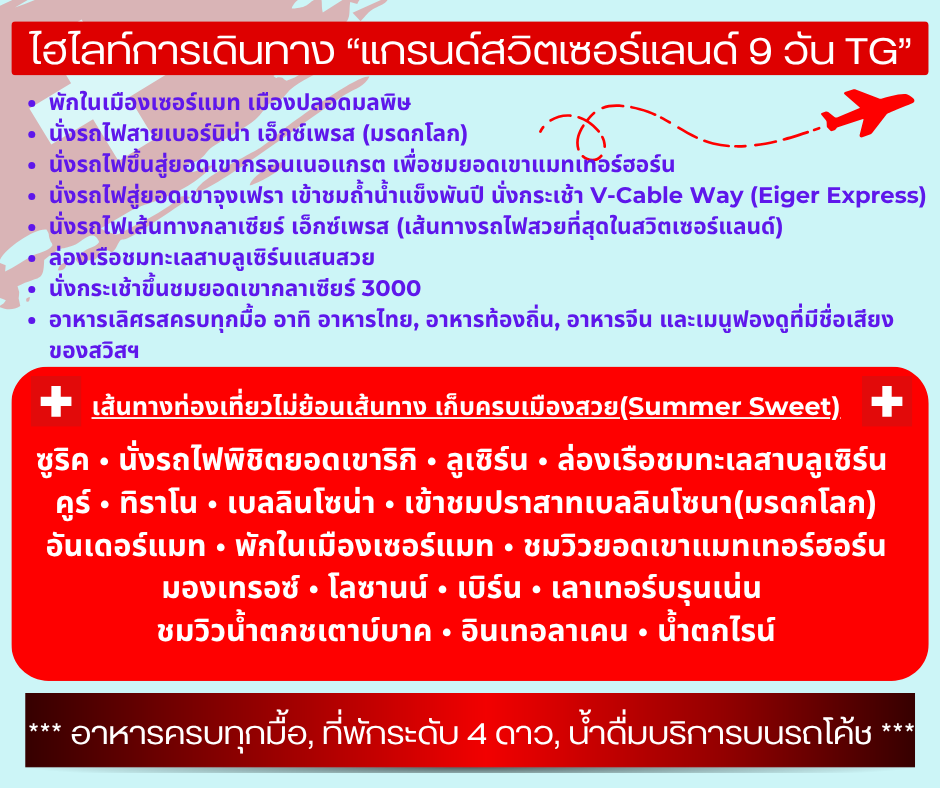 ไฮไลท์การเดินทาง “แกรนด์สวิตเซอร์แลนด์ 9 วัน TG”
• พักในเมืองเซอร์แมท เมืองปลอดมลพิษ
• นั่งรถไฟสายเบอร์นิน่า เอ็กซ์เพรส (มรดกโลก)
• นั่งรถไฟขึ้นสู่ยอดเขากรอนเนอแกรต เพื่อชมยอดเขาแมทเทอร์ฮอร์น
• นั่งรถไฟสู่ยอดเขาจุงเฟรา เข้าชมถ้ำน้ำแข็งพันปี นั่งกระเช้า V-Cable Way (Eiger Express)
• นั่งรถไฟเส้นทางกลาเซียร์ เอ็กซ์เพรส (เส้นทางรถไฟสวยที่สุดในสวิตเซอร์แลนด์)
• ล่องเรือชมทะเลสาบลูเซิร์นแสนสวย
• นั่งกระเช้าขึ้นชมยอดเขากลาเซียร์ 3000
• อาหารเลิศรสครบทุกมื้อ อาทิ อาหารไทย, อาหารท้องถิ่น, อาหารจีน และเมนูฟองดูที่มีชื่อเสียง
ของสวิสฯ
เส้นทางท่องเที่ยวไม่ย้อนเส้นทาง เก็บครบเมืองสวย(Summer Sweet)
ซูริค • นั่งรถไฟพิชิตยอดเขาริกิ • ลูเซิร์น • ล่องเรือชมทะเลสาบลูเซิร์น
คูร์ • ทิราโน • เบลลินโซน่า • เข้าชมปราสาทเบลลินโซนา(มรดกโลก)
อันเดอร์แมท • พักในเมืองเซอร์แมท • ชมวิวยอดเขาแมทเทอร์ฮอร์น
มองเทรอซ์ • โลซานน์ • เบิร์น • เลาเทอร์บรุนเน่น
ชมวิวน้ำตกชเตาบ์บาค • อินเทอลาเคน • น้ำตกไรน์
*** อาหารครบทุกมื้อ, ที่พักระดับ 4 ดาว, น้ำดื่มบริการบนรถโค้ช ***